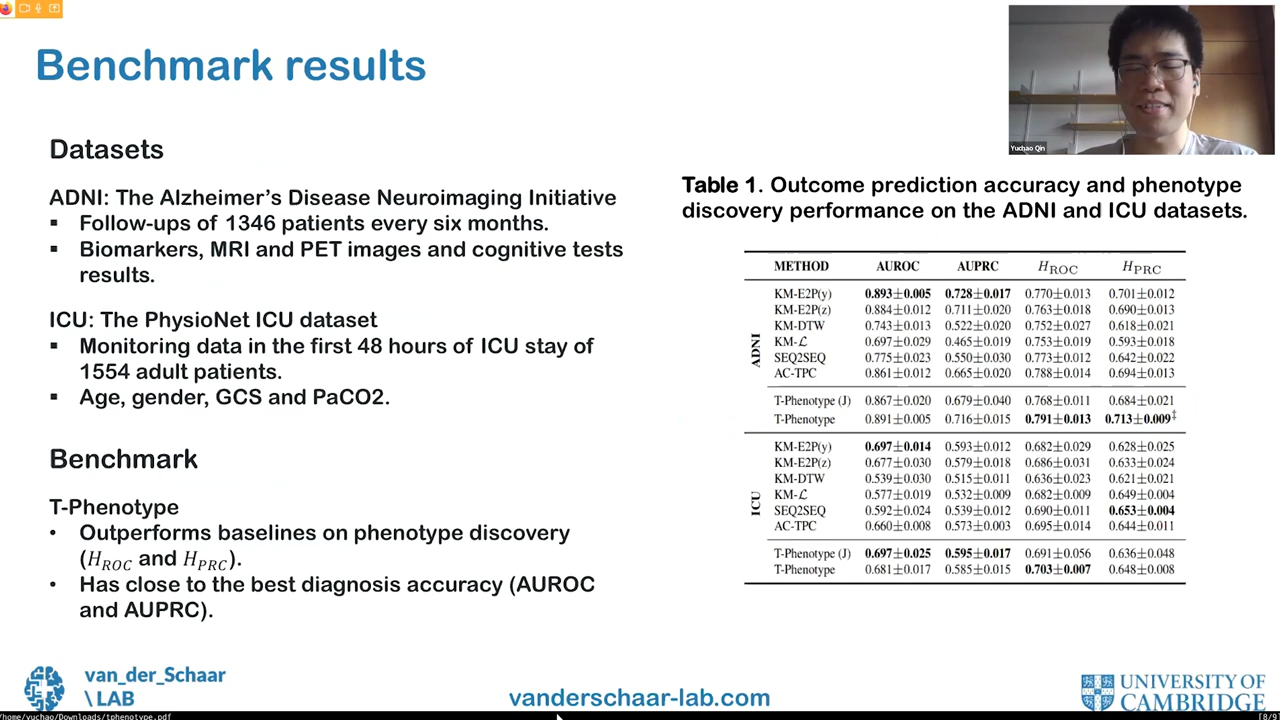 Benchmark results
Yuchao Qin
Datasets
ADNI: The Alzheimer's Disease Neuroimaging Initiative
▪ Follow-ups of 1346 patients every six months.
▪ Biomarkers, MRI and PET images and cognitive tests
results.
ICU: The PhysioNet ICU dataset
▪ Monitoring data in the first 48 hours of ICU stay of
1554 adult patients.
▪ Age, gender, GCS and PaCO2.
Benchmark
T-Phenotype
• Outperforms baselines on phenotype discovery
(H_ROC and H_PRC).
• Has close to the best diagnosis accuracy (AUROC
and AUPRC).
Table 1. Outcome prediction accuracy and phenotype
discovery performance on the ADNI and ICU datasets.
METHOD AUROC AUPRC H_ROC H_PRC
ADNI
KM-E2P(y) 0.893±0.005 0.728±0.017 0.770±0.013 0.701±0.012
KM-E2P(z) 0.884±0.012 0.711±0.020 0.763±0.018 0.690±0.013
KM-DTW 0.743±0.013 0.522±0.020 0.752±0.027 0.618±0.021
KM-ℒ 0.697±0.029 0.465±0.019 0.753±0.019 0.593±0.018
SEQ2SEQ 0.775±0.023 0.550±0.030 0.773±0.012 0.642±0.022
AC-TPC 0.861±0.012 0.665±0.020 0.788±0.014 0.694±0.013
T-Phenotype (J) 0.867±0.020 0.679±0.040 0.768±0.011 0.684±0.021
T-Phenotype 0.891±0.005 0.716±0.015 0.791±0.013 0.713±0.009‡
ICU
KM-E2P(y) 0.697±0.014 0.593±0.012 0.682±0.029 0.628±0.025
KM-E2P(z) 0.677±0.030 0.579±0.018 0.686±0.031 0.633±0.024
KM-DTW 0.539±0.030 0.515±0.011 0.636±0.023 0.621±0.021
KM-ℒ 0.577±0.019 0.532±0.009 0.682±0.009 0.649±0.004
SEQ2SEQ 0.592±0.024 0.539±0.012 0.690±0.011 0.653±0.004
AC-TPC 0.660±0.008 0.573±0.003 0.695±0.014 0.644±0.011
T-Phenotype (J) 0.697±0.025 0.595±0.017 0.691±0.056 0.636±0.048
T-Phenotype 0.681±0.017 0.585±0.015 0.703±0.007 0.648±0.008
van_der_Schaar
\ LAB
vanderschaar-lab.com
UNIVERSITY OF
CAMBRIDGE
/home/yuchao/Downloads/tphenotype.pdf
[8/9]